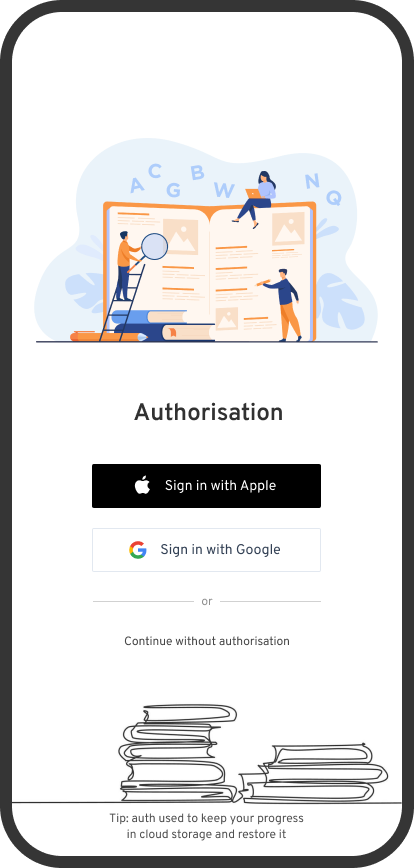 A C G B W N Q
Authorisation
Sign in with Apple
Sign in with Google
or
Continue without authorisation
Tip: auth used to keep your progress
in cloud storage and restore it